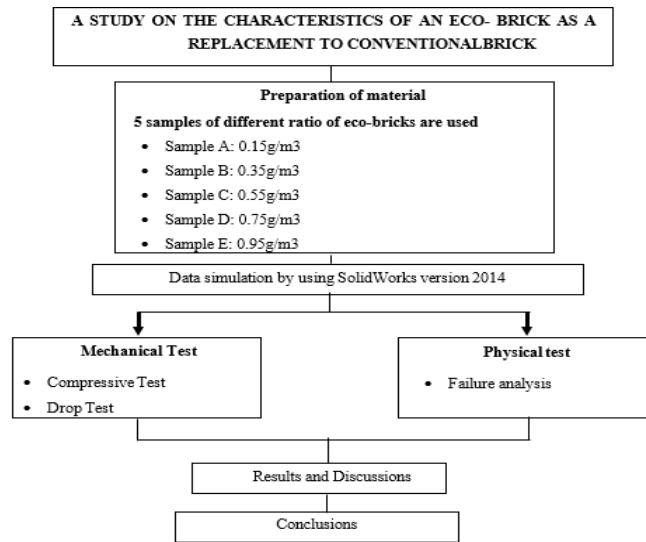 A STUDY ON THE CHARACTERISTICS OF AN ECO- BRICK AS A
REPLACEMENT TO CONVENTIONALBRICK
Preparation of material
5 samples of different ratio of eco-bricks are used
• Sample A: 0.15g/m3
• Sample B: 0.35g/m3
• Sample C: 0.55g/m3
• Sample D: 0.75g/m3
• Sample E: 0.95g/m3
Data simulation by using SolidWorks version 2014
Mechanical Test
• Compressive Test
• Drop Test
Physical test
• Failure analysis
Results and Discussions
Conclusions